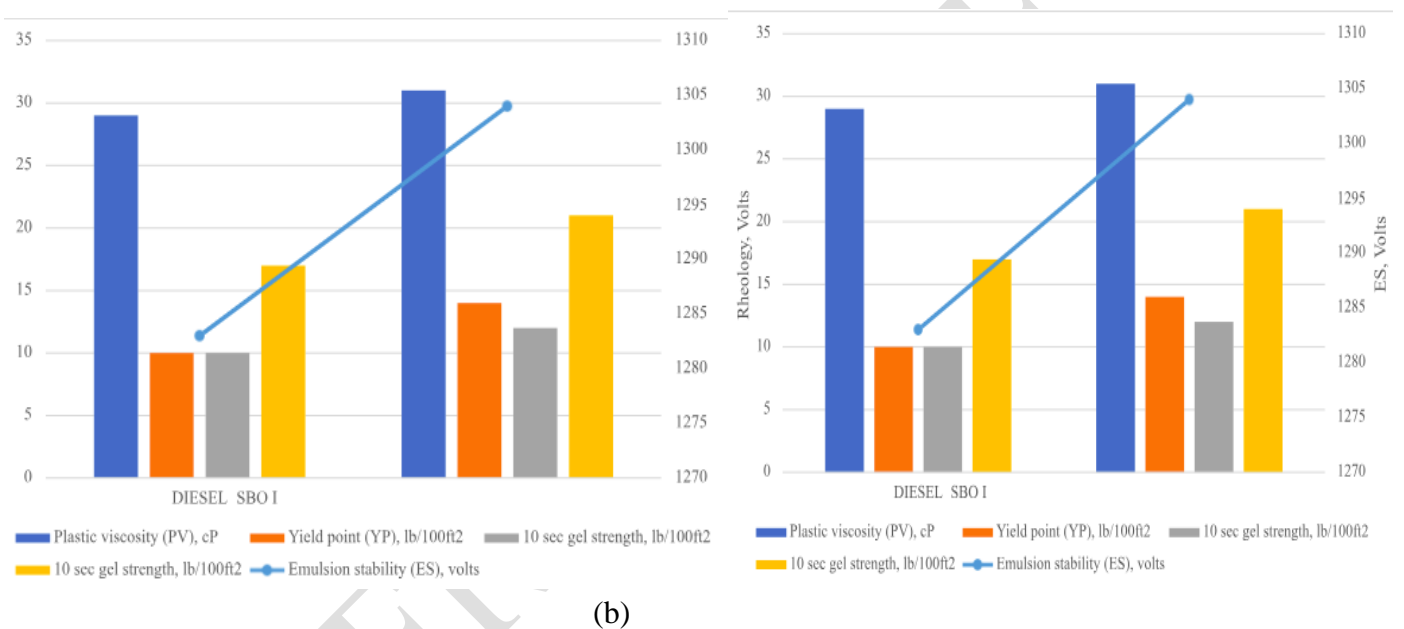 35
30
25
20
15
10
5
0
1310
1305
1300
1295
1290
1285
1280
1275
1270
DIESEL SBO I
Plastic viscosity (PV), cP
Yield point (YP), lb/100ft2
10 sec gel strength, lb/100ft2
10 sec gel strength, lb/100ft2
Emulsion stability (ES), volts
Rheology, Volts
35
30
25
20
15
10
5
0
1310
1305
1300
1295
1290
1285
1280
1275
1270
ES, Volts
DIESEL SBO I
Plastic viscosity (PV), cP
Yield point (YP), lb/100ft2
10 sec gel strength, lb/100ft2
10 sec gel strength, lb/100ft2
Emulsion stability (ES), volts
(b)